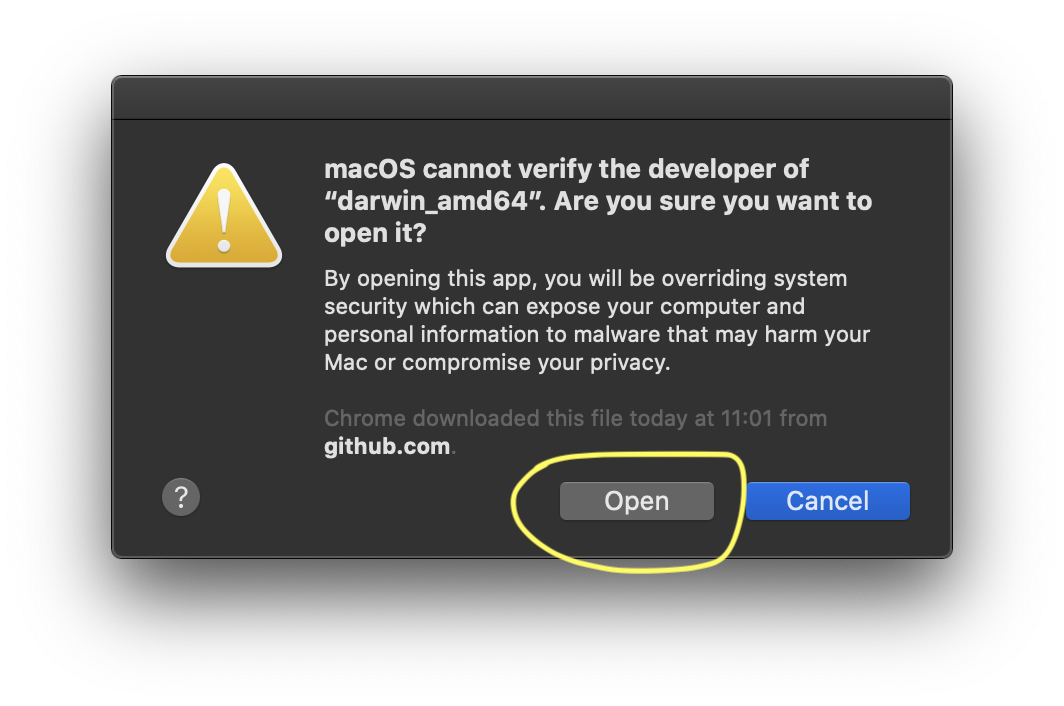 macOS cannot verify the developer of
“darwin_amd64”. Are you sure you want to
open it?
By opening this app, you will be overriding system
security which can expose your computer and
personal information to malware that may harm your
Mac or compromise your privacy.
Chrome downloaded this file today at 11:01 from
github.com.
?
Open
Cancel